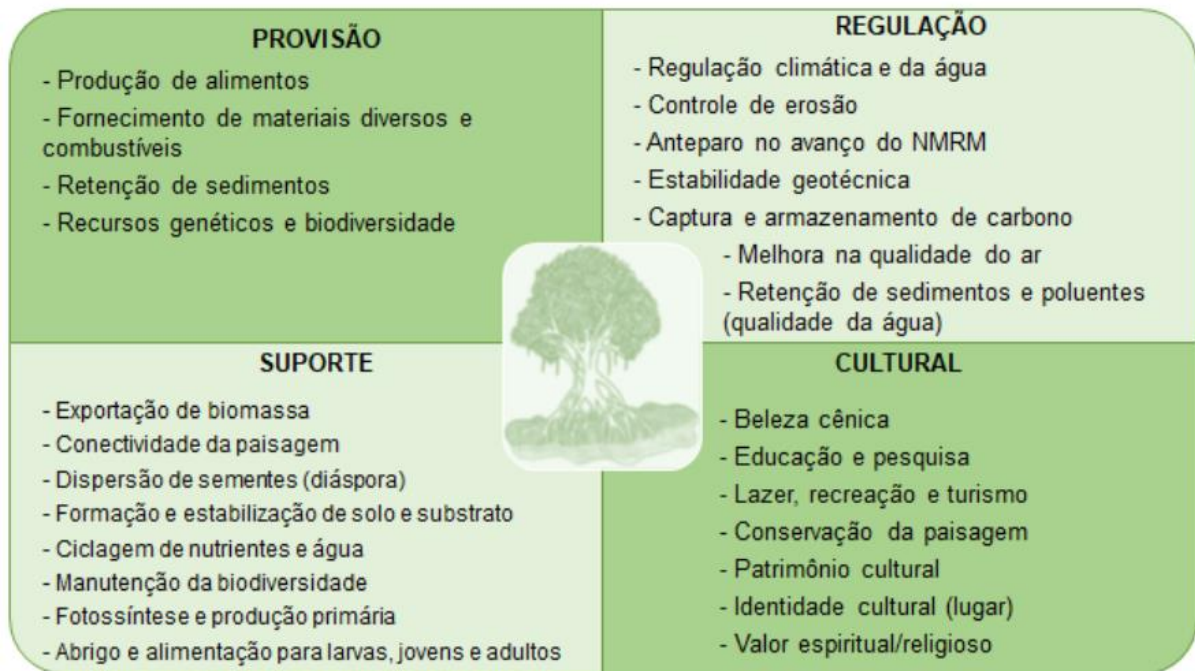 PROVISÃO
- Produção de alimentos
- Fornecimento de materiais diversos e
combustíveis
- Retenção de sedimentos
- Recursos genéticos e biodiversidade
REGULAÇÃO
- Regulação climática e da água
- Controle de erosão
- Anteparo no avanço do NMRM
- Estabilidade geotécnica
- Captura e armazenamento de carbono
- Melhora na qualidade do ar
- Retenção de sedimentos e poluentes
(qualidade da água)
SUPORTE
- Exportação de biomassa
- Conectividade da paisagem
- Dispersão de sementes (diáspora)
- Formação e estabilização de solo e substrato
- Ciclagem de nutrientes e água
- Manutenção da biodiversidade
- Fotossíntese e produção primária
- Abrigo e alimentação para larvas, jovens e adultos
CULTURAL
- Beleza cênica
- Educação e pesquisa
- Lazer, recreação e turismo
- Conservação da paisagem
- Patrimônio cultural
- Identidade cultural (lugar)
- Valor espiritual/religioso